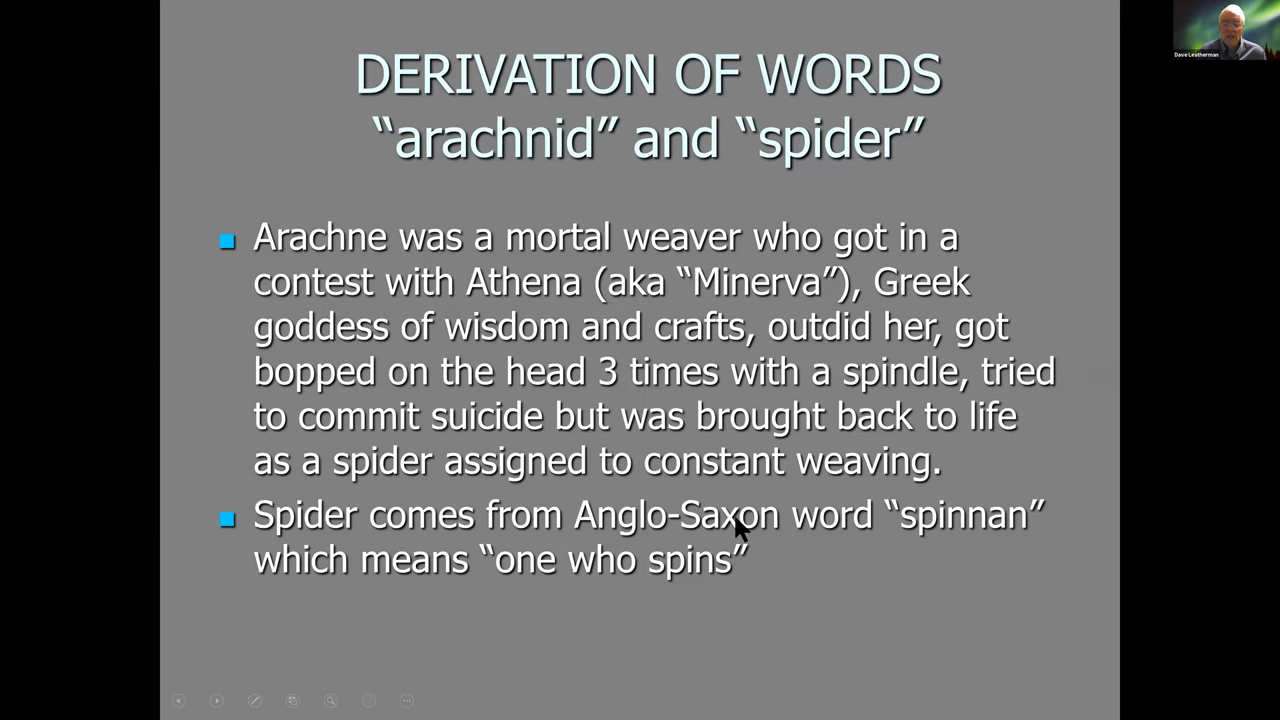 DERIVATION OF WORDS
“arachnid” and “spider”
Arachne was a mortal weaver who got in a
contest with Athena (aka “Minerva”), Greek
goddess of wisdom and crafts, outdid her, got
bopped on the head 3 times with a spindle, tried
to commit suicide but was brought back to life
as a spider assigned to constant weaving.
Spider comes from Anglo-Saxon word “spinnan”
which means “one who spins”
Dave Leatherman